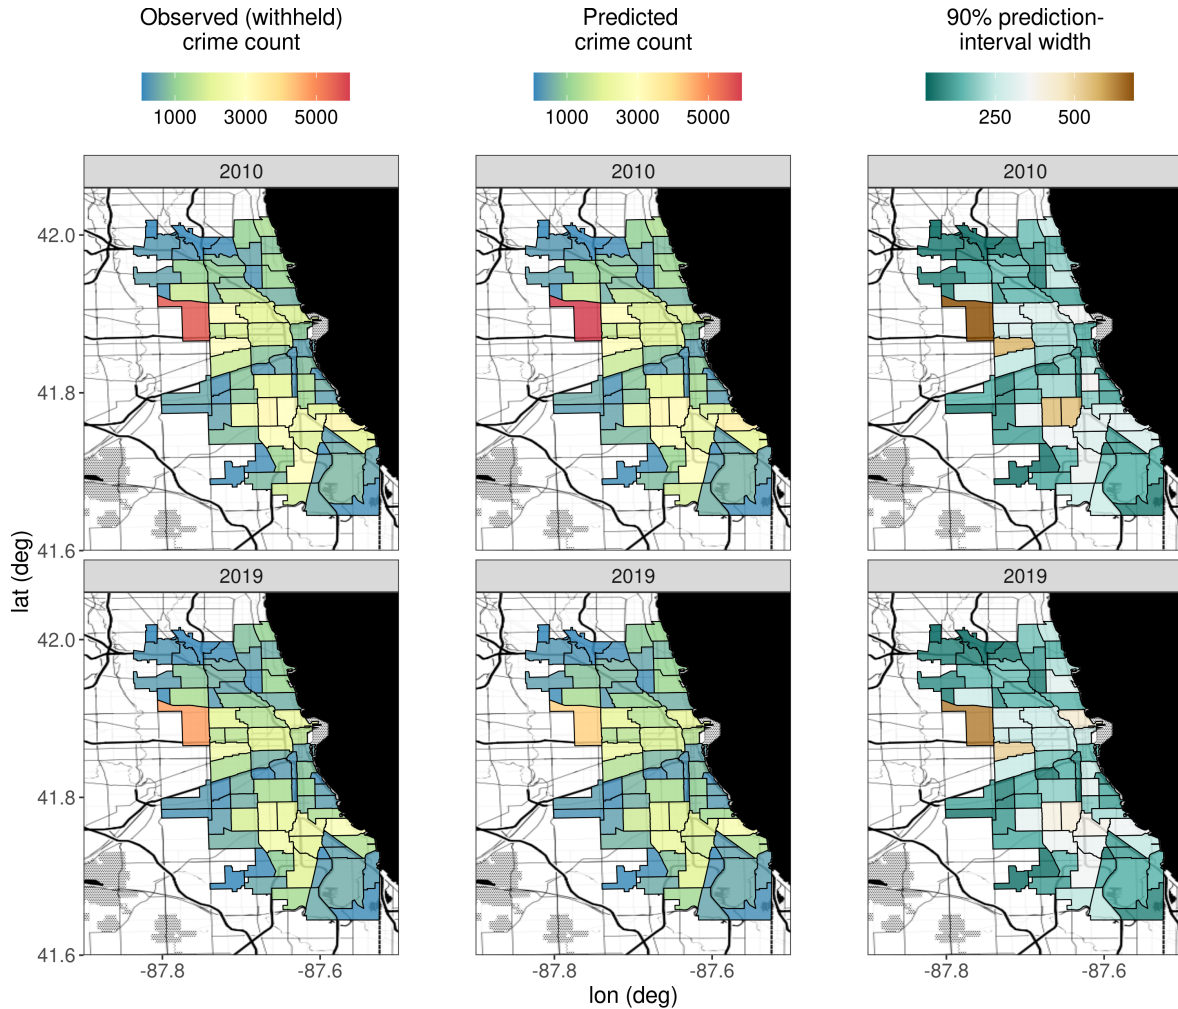 Observed (withheld)
crime count
Predicted
crime count
90% prediction-
interval width
1000 3000 5000
1000 3000 5000
250 500
2010
2010
2010
42.0
41.8
41.6
2019
2019
2019
42.0
41.8
41.6
lat (deg)
-87.8 -87.6
-87.8 -87.6
-87.8 -87.6
lon (deg)